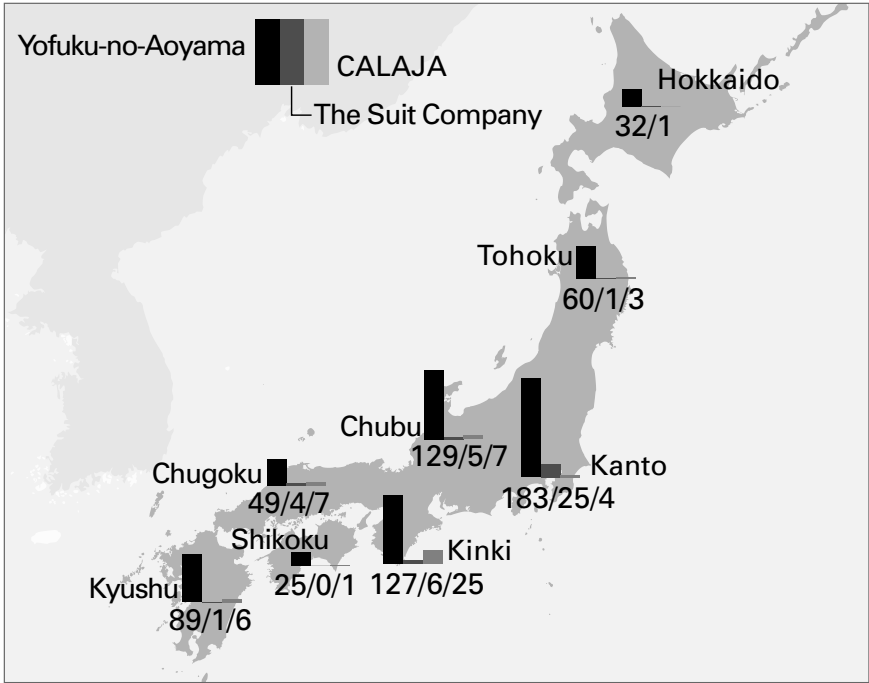 Yofuku-no-Aoyama
CALAJA
The Suit Company
Hokkaido
32/1
Tohoku
60/1/3
Chubu
129/5/7
Kanto
183/25/4
Chugoku
49/4/7
Shikoku
25/0/1
Kinki
127/6/25
Kyushu
89/1/6